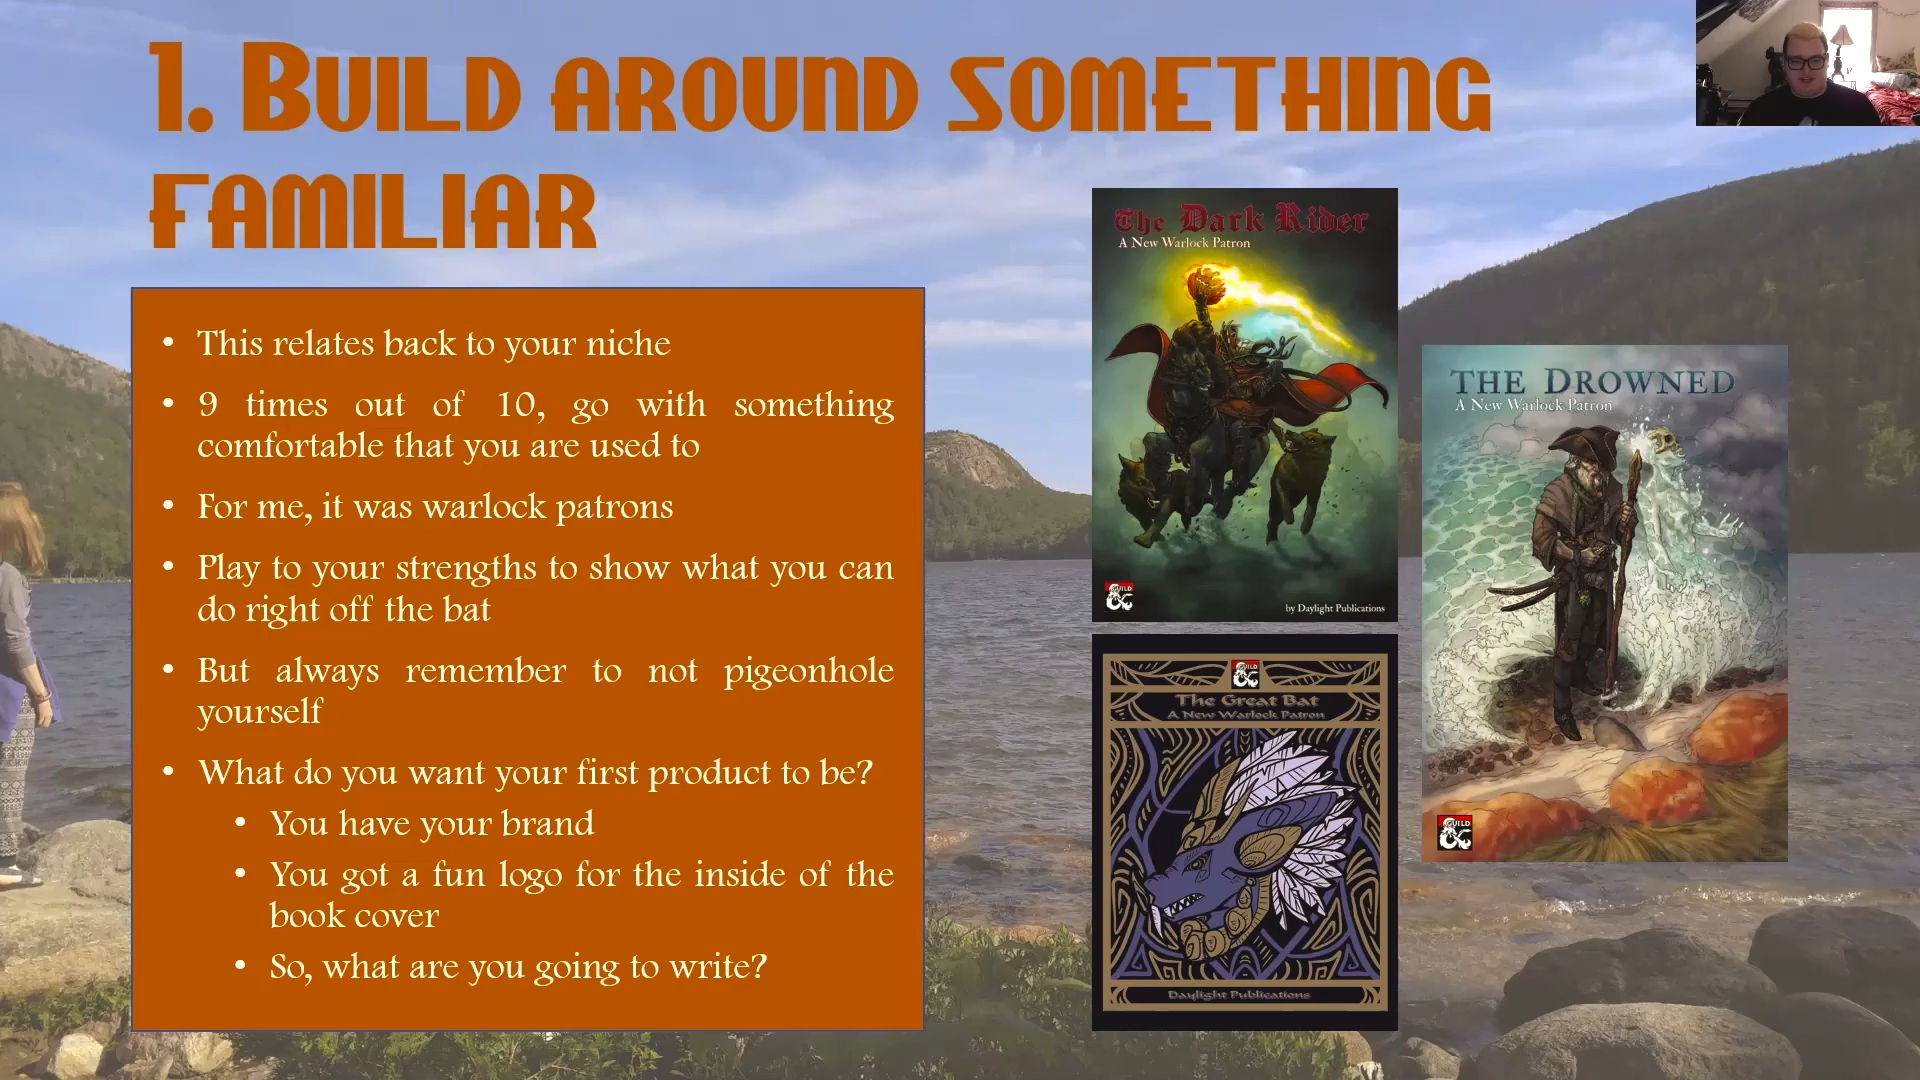 1. Build around something
familiar
• This relates back to your niche
• 9 times out of 10, go with something
comfortable that you are used to
• For me, it was warlock patrons
• Play to your strengths to show what you can
do right off the bat
• But always remember to not pigeonhole
yourself
• What do you want your first product to be?
• You have your brand
• You got a fun logo for the inside of the
book cover
• So, what are you going to write?
The Dark Rider
A New Warlock Patron
GUILD
by Daylight Publications
THE DROWNED
A New Warlock Patron
GUILD
GUILD
The Great Bat
A New Warlock Patron
Daylight Publications